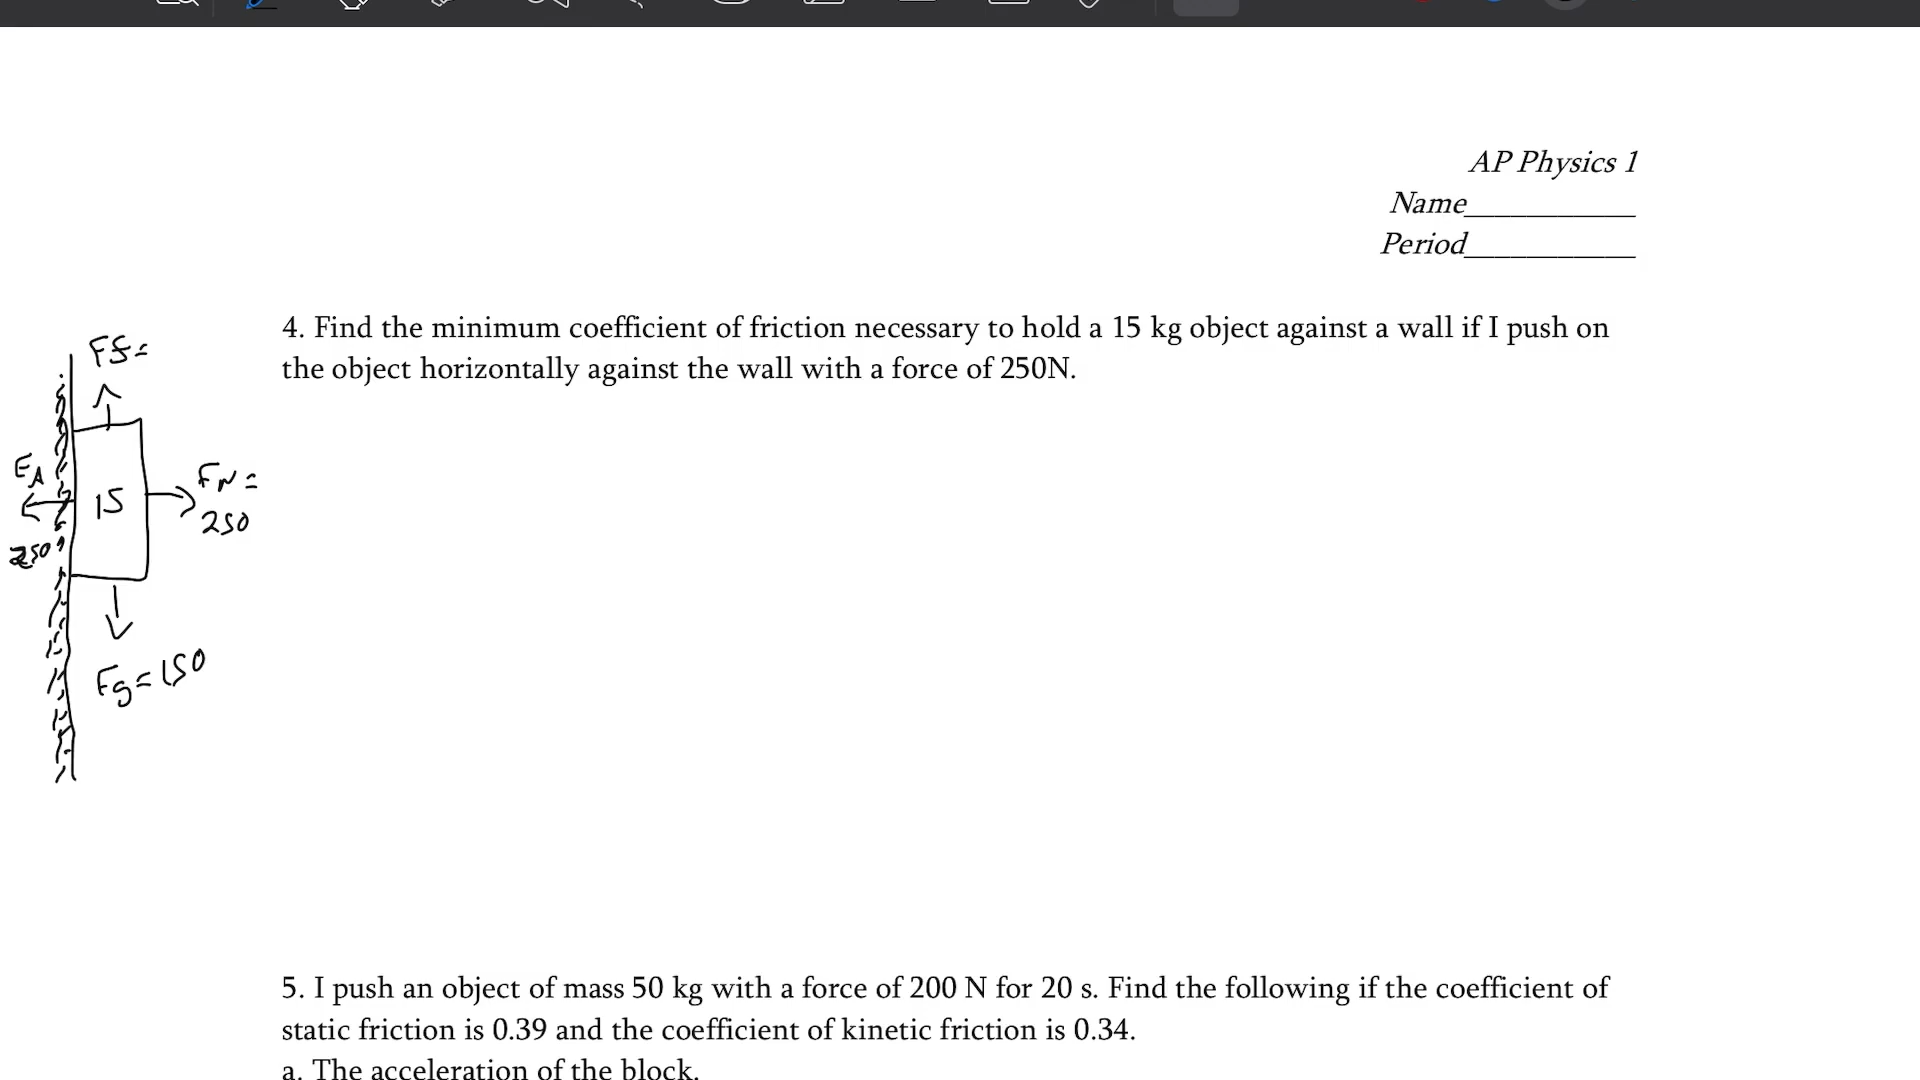 AP Physics 1
Name___________
Period___________
4. Find the minimum coefficient of friction necessary to hold a 15 kg object against a wall if I push on
the object horizontally against the wall with a force of 250N.
Ff=
FA
250
15
FN=
250
Fg=150
5. I push an object of mass 50 kg with a force of 200 N for 20 s. Find the following if the coefficient of
static friction is 0.39 and the coefficient of kinetic friction is 0.34.
a. The acceleration of the block.